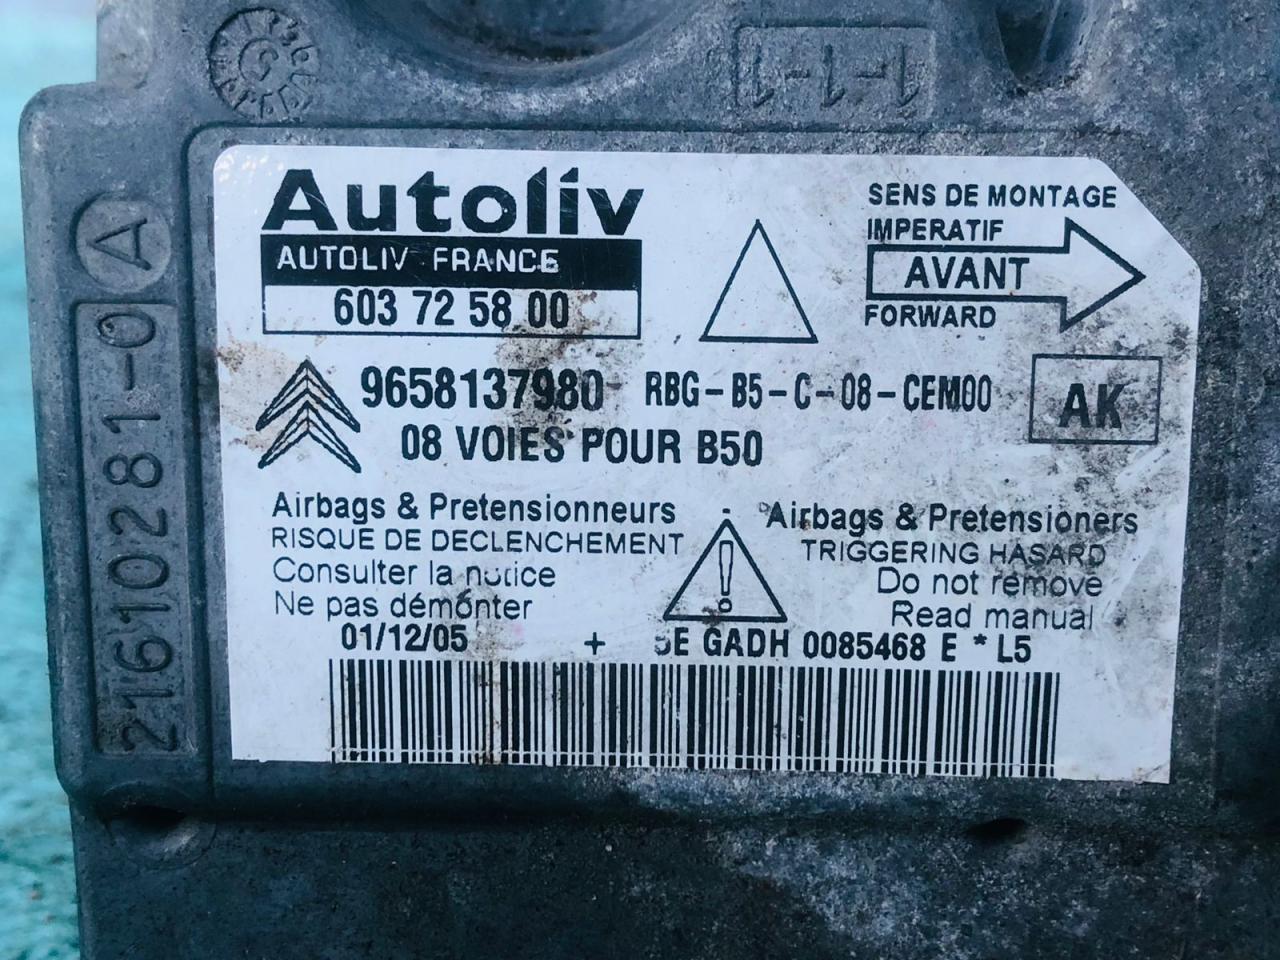 1-1-1
Autoliv
AUTOLIV FRANCE
603 72 58 00
SENS DE MONTAGE
IMPERATIF
AVANT
FORWARD
9658137980 RBG-B5-C-08-CEM00
AK
08 VOIES POUR B50
Airbags & Pretensionneurs
RISQUE DE DECLENCHEMENT
Consulter la notice
Ne pas démonter
Airbags & Pretensioners
TRIGGERING HASARD
Do not remove
Read manual
01/12/05 + 5E GADH 0085468 E * L5
21610281-0 A